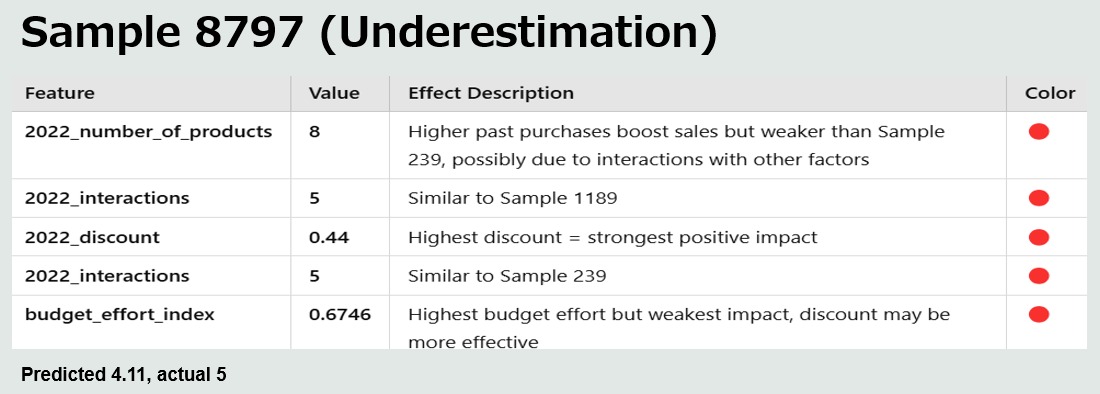 Sample 8797 (Underestimation)
Feature Value Effect Description Color
2022_number_of_products 8 Higher past purchases boost sales but weaker than Sample
239, possibly due to interactions with other factors
2022_interactions 5 Similar to Sample 1189
2022_discount 0.44 Highest discount = strongest positive impact
2022_interactions 5 Similar to Sample 239
budget_effort_index 0.6746 Highest budget effort but weakest impact, discount may be
more effective
Predicted 4.11, actual 5